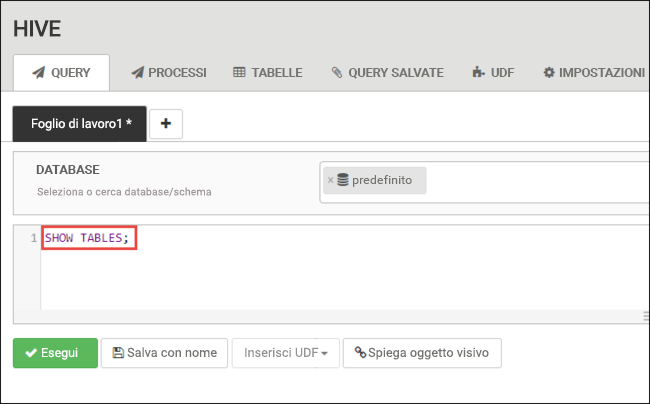 HIVE
QUERY PROCESSI TABELLE QUERY SALVATE UDF IMPOSTAZIONI
Foglio di lavoro1 * +
DATABASE
Seleziona o cerca database/schema
× predefinito
1 SHOW TABLES;
Esegui Salva con nome Inserisci UDF Spiega oggetto visivo